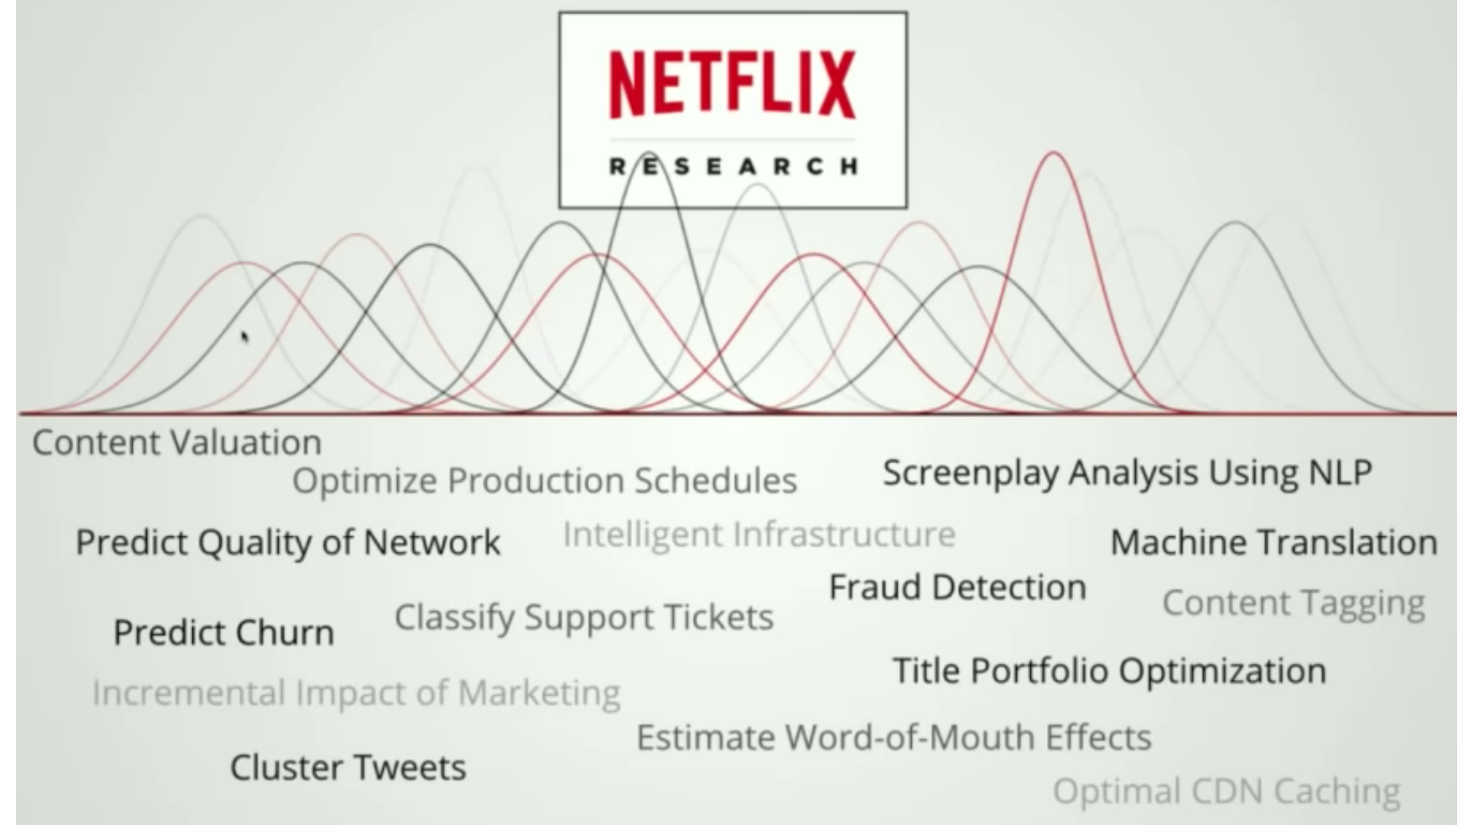 NETFLIX
RESEARCH
Content Valuation
Optimize Production Schedules
Screenplay Analysis Using NLP
Predict Quality of Network
Intelligent Infrastructure
Machine Translation
Fraud Detection
Content Tagging
Classify Support Tickets
Predict Churn
Title Portfolio Optimization
Incremental Impact of Marketing
Estimate Word-of-Mouth Effects
Cluster Tweets
Optimal CDN Caching